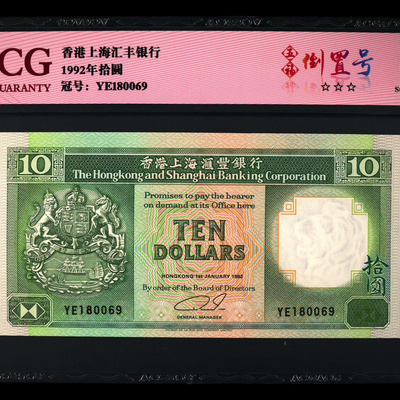 CG
UARANTY
香港上海汇丰银行
1992年拾圆
冠号: YE180069
五福
倒置号
☆☆☆
10
香港上海滙豐銀行
10
The Hongkong and Shanghai Banking Corporation
Promises to pay the bearer
on demand at its Office here
TEN
DOLLARS
HONGKONG 1ST JANUARY 1992
By order of the Board of Directors
GENERAL MANAGER
拾圓
YE180069
YE180069